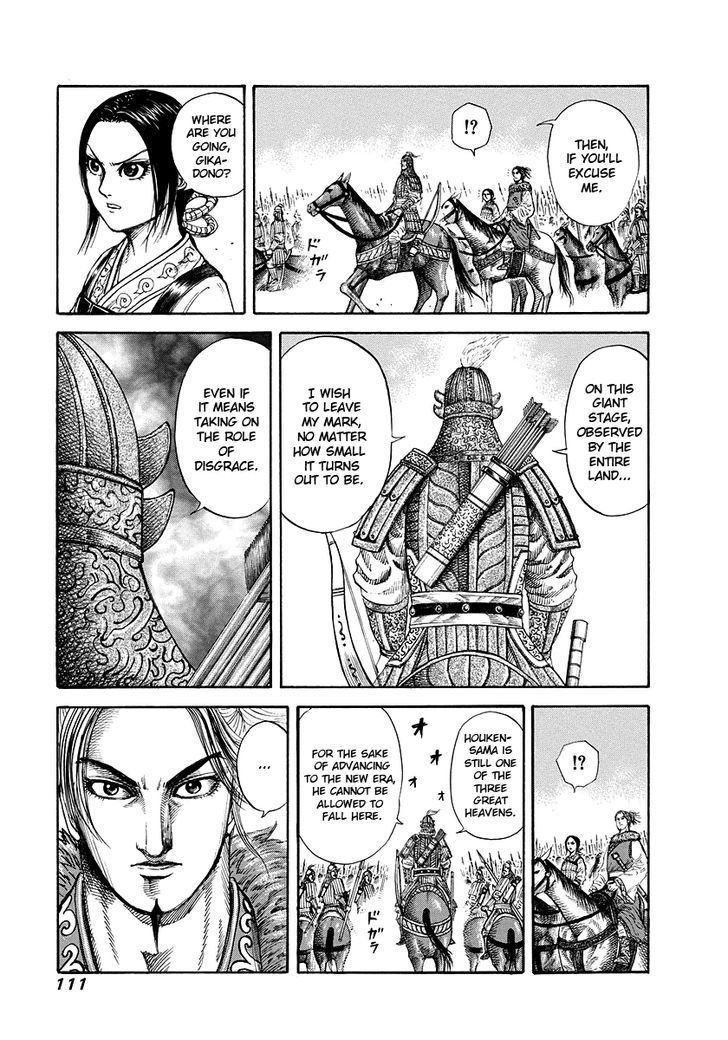 THEN,
IF YOU'LL
EXCUSE
ME.
!?
ドガラ
WHERE
ARE YOU
GOING,
GIKA-
DONO?
ON THIS
GIANT
STAGE,
OBSERVED
BY THE
ENTIRE
LAND...
I WISH
TO LEAVE
MY MARK,
NO MATTER
HOW SMALL
IT TURNS
OUT TO BE.
EVEN IF
IT MEANS
TAKING ON
THE ROLE
OF
DISGRACE.
!?
HOUKEN-
SAMA IS
STILL ONE
OF THE
THREE
GREAT
HEAVENS.
オオ
FOR THE SAKE
OF ADVANCING
TO THE NEW ERA,
HE CANNOT BE
ALLOWED TO
FALL HERE.
ドガラ
...
111